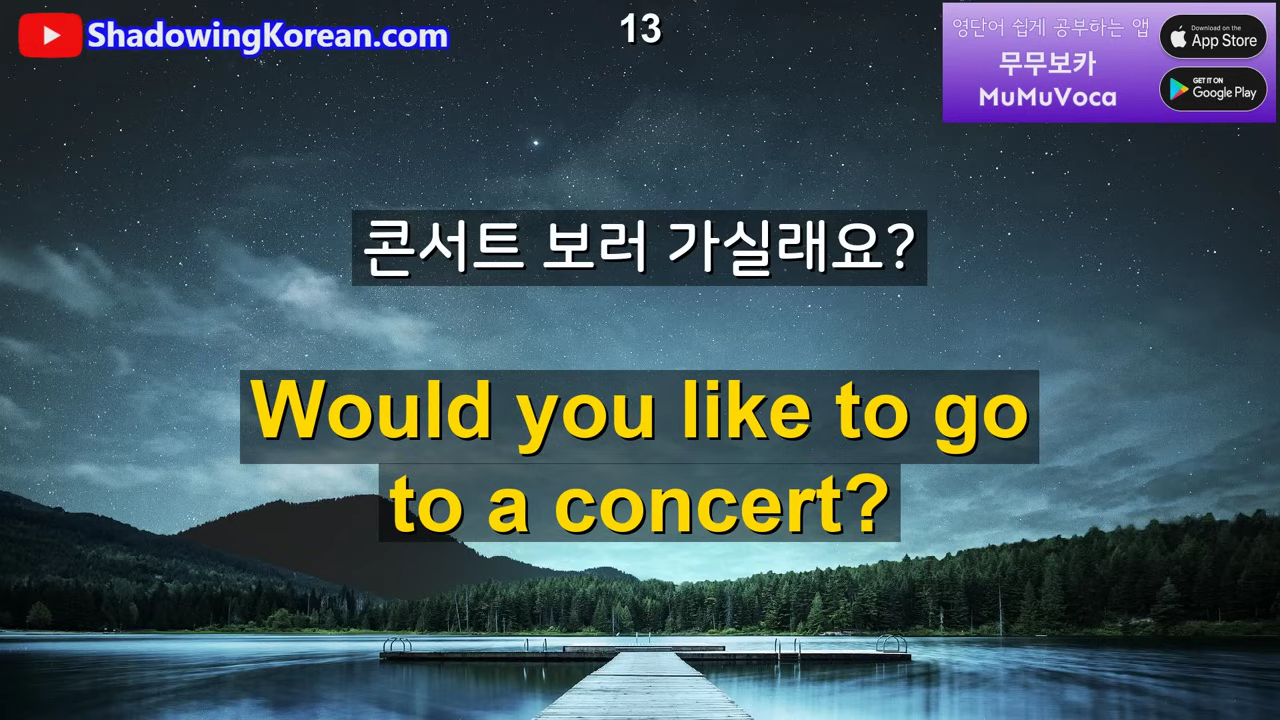 ShadowingKorean.com
13
영단어 쉽게 공부하는 앱
무무보카
MuMuVoca
Download on the
App Store
GET IT ON
Google Play
콘서트 보러 가실래요?
Would you like to go
to a concert?